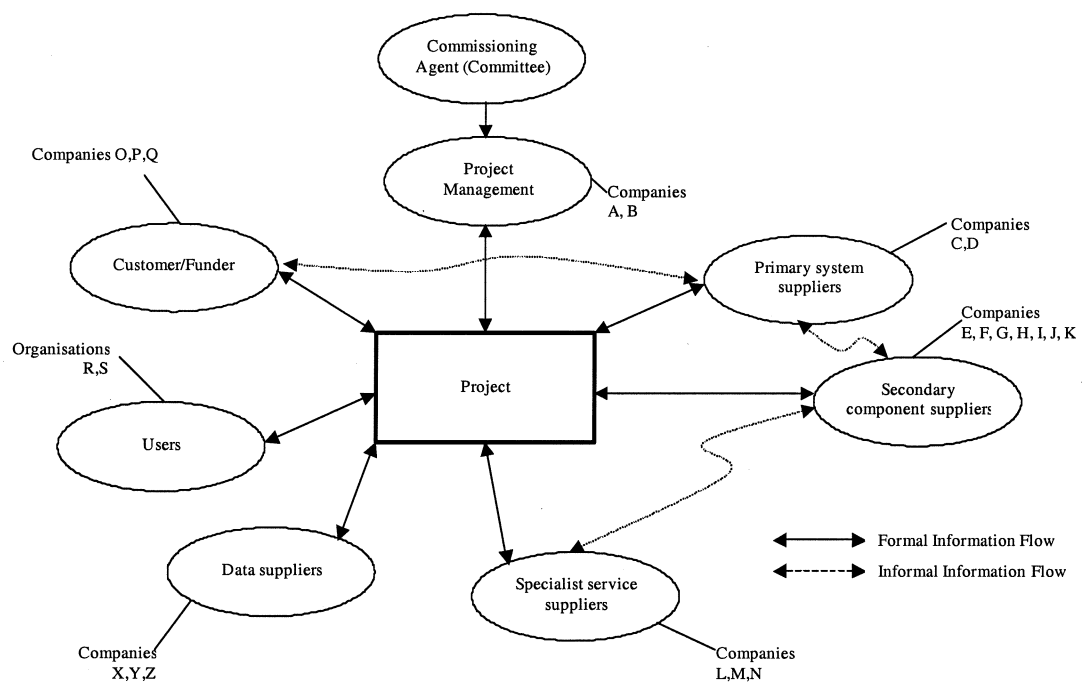 Commissioning
Agent (Committee)
Companies O,P,Q
Project
Management
Companies
A, B
Companies
C,D
Customer/Funder
Primary system
suppliers
Companies
E, F, G, H, I, J, K
Organisations
R,S
Project
Secondary
component suppliers
Users
Data suppliers
Specialist service
suppliers
Formal Information Flow
Informal Information Flow
Companies
X,Y,Z
Companies
L,M,N